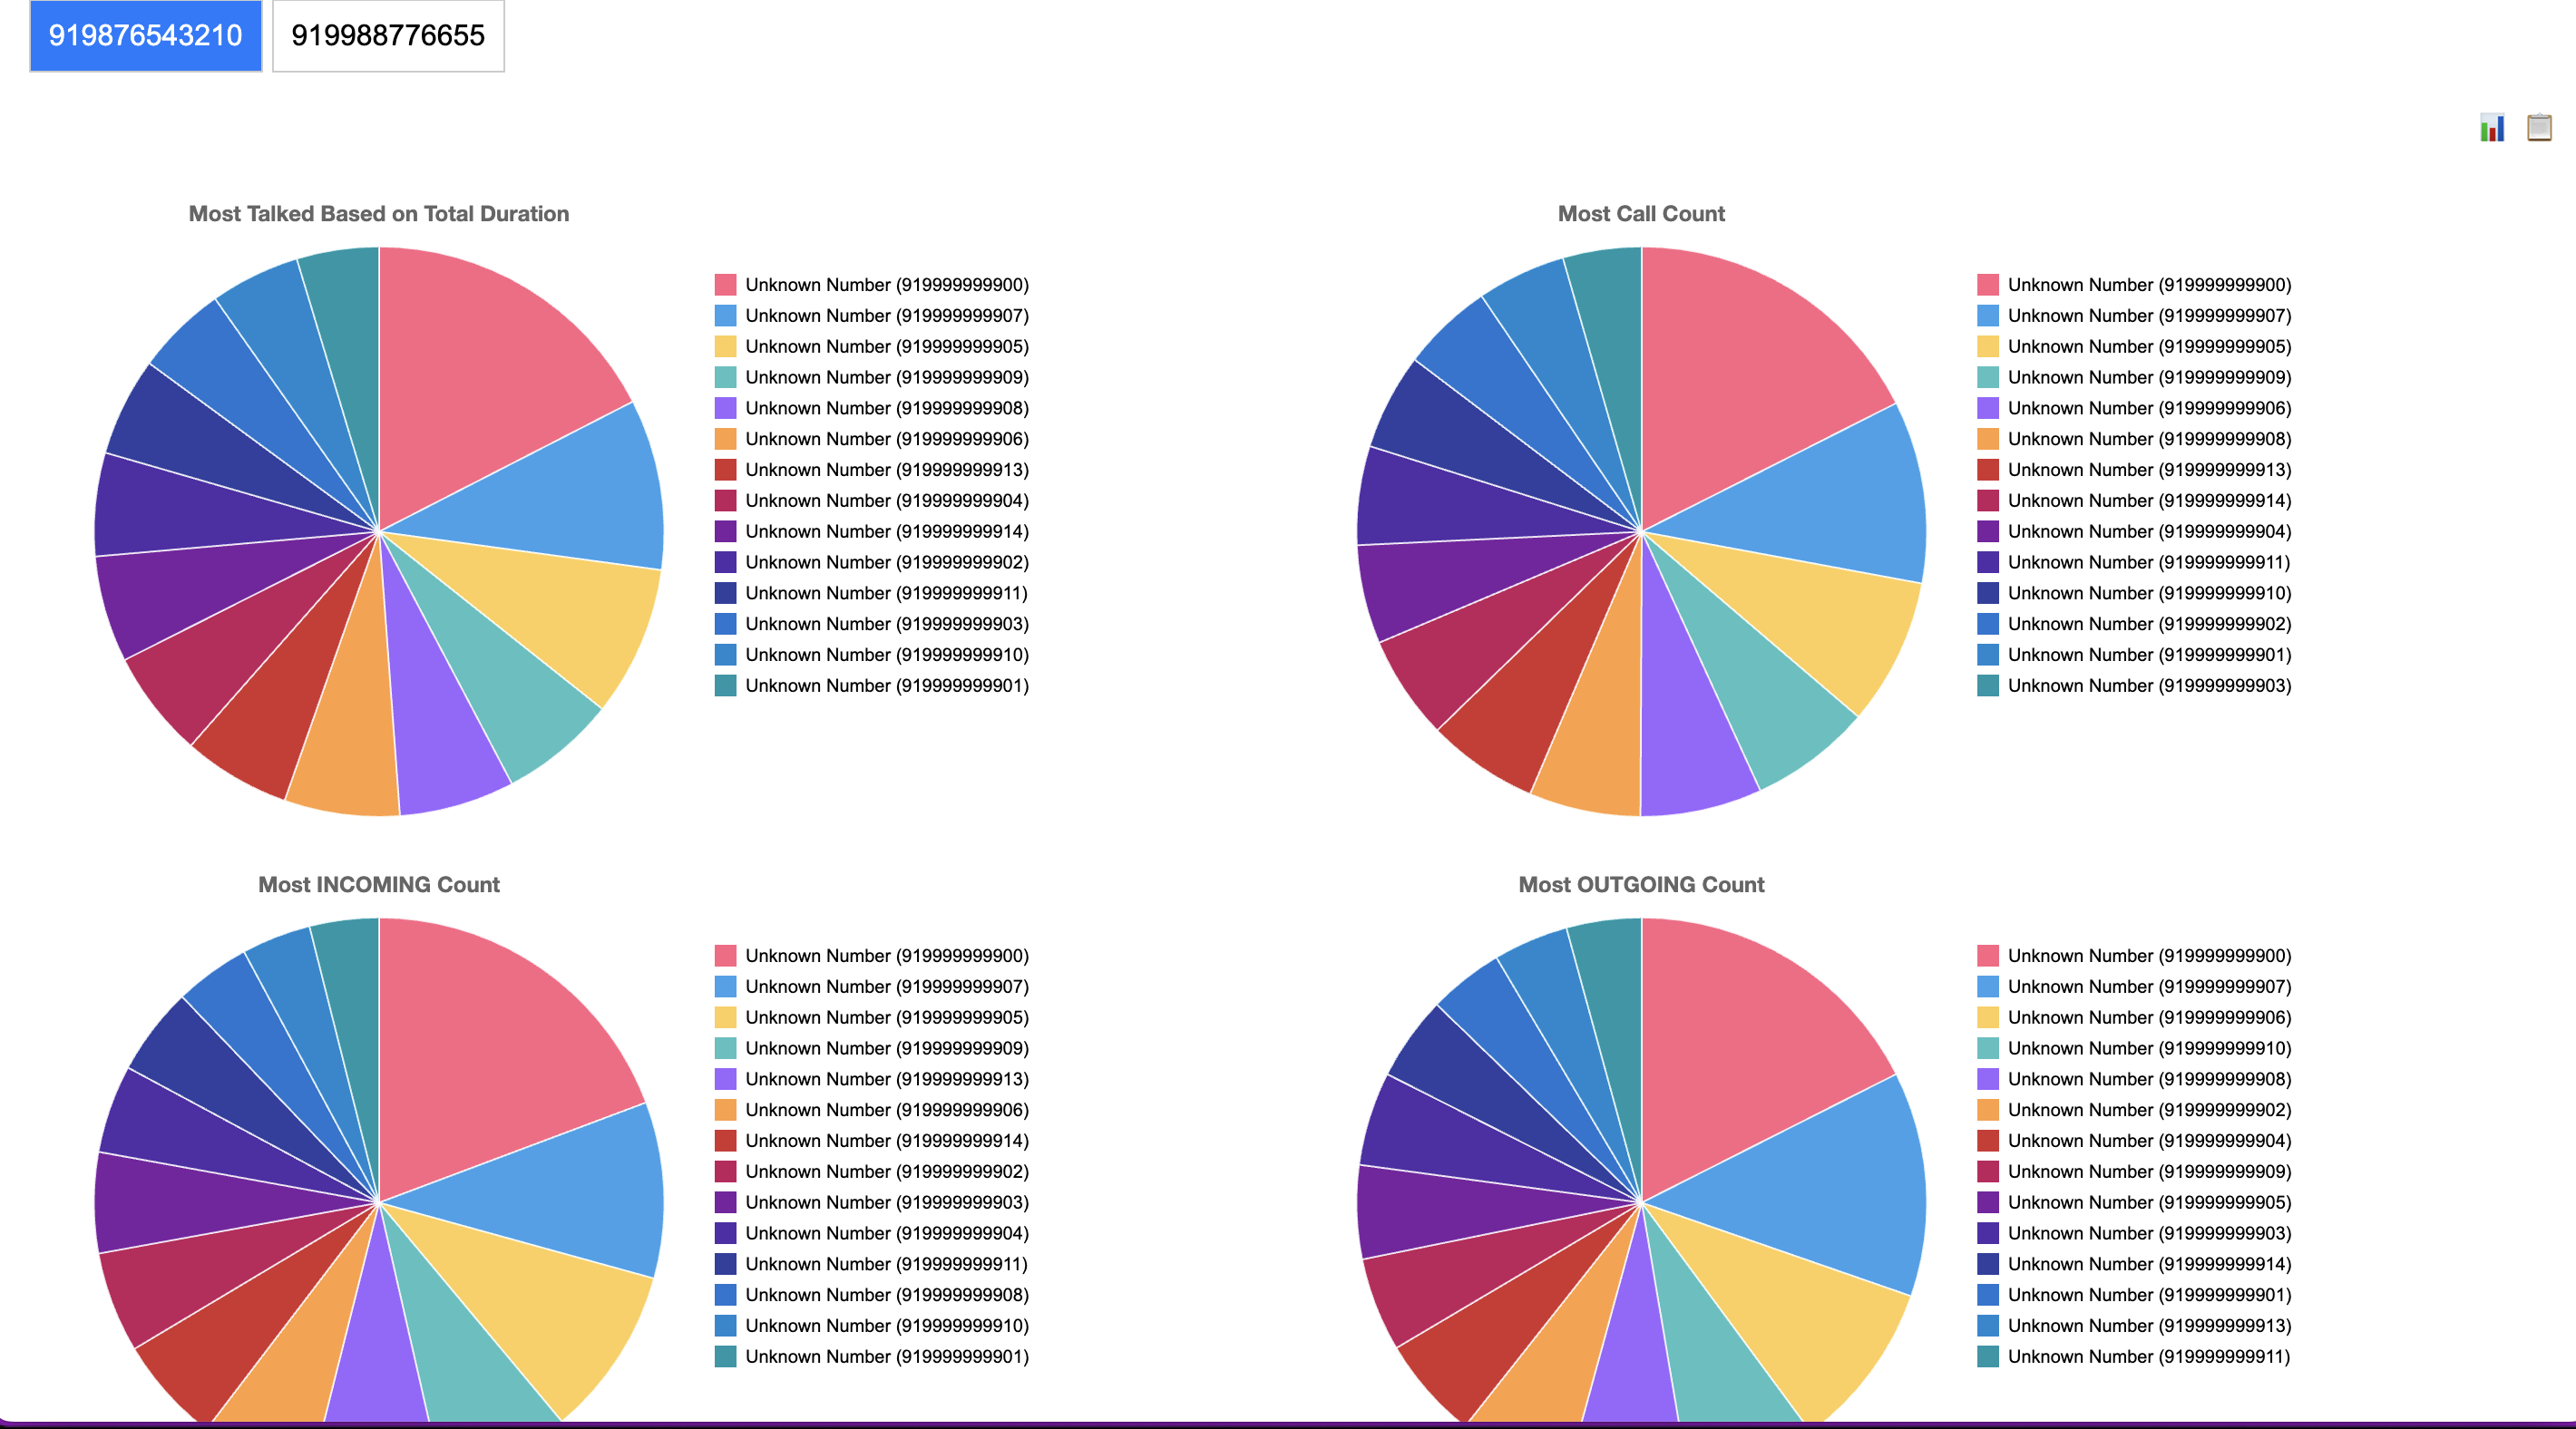 919876543210
919988776655
Most Talked Based on Total Duration
Unknown Number (919999999900)
Unknown Number (919999999907)
Unknown Number (919999999905)
Unknown Number (919999999909)
Unknown Number (919999999908)
Unknown Number (919999999906)
Unknown Number (919999999913)
Unknown Number (919999999904)
Unknown Number (919999999914)
Unknown Number (919999999902)
Unknown Number (919999999911)
Unknown Number (919999999903)
Unknown Number (919999999910)
Unknown Number (919999999901)
Most Call Count
Unknown Number (919999999900)
Unknown Number (919999999907)
Unknown Number (919999999905)
Unknown Number (919999999909)
Unknown Number (919999999906)
Unknown Number (919999999908)
Unknown Number (919999999913)
Unknown Number (919999999914)
Unknown Number (919999999904)
Unknown Number (919999999911)
Unknown Number (919999999910)
Unknown Number (919999999902)
Unknown Number (919999999901)
Unknown Number (919999999903)
Most INCOMING Count
Unknown Number (919999999900)
Unknown Number (919999999907)
Unknown Number (919999999905)
Unknown Number (919999999909)
Unknown Number (919999999913)
Unknown Number (919999999906)
Unknown Number (919999999914)
Unknown Number (919999999902)
Unknown Number (919999999903)
Unknown Number (919999999904)
Unknown Number (919999999911)
Unknown Number (919999999908)
Unknown Number (919999999910)
Unknown Number (919999999901)
Most OUTGOING Count
Unknown Number (919999999900)
Unknown Number (919999999907)
Unknown Number (919999999906)
Unknown Number (919999999910)
Unknown Number (919999999908)
Unknown Number (919999999902)
Unknown Number (919999999904)
Unknown Number (919999999909)
Unknown Number (919999999905)
Unknown Number (919999999903)
Unknown Number (919999999914)
Unknown Number (919999999901)
Unknown Number (919999999913)
Unknown Number (919999999911)